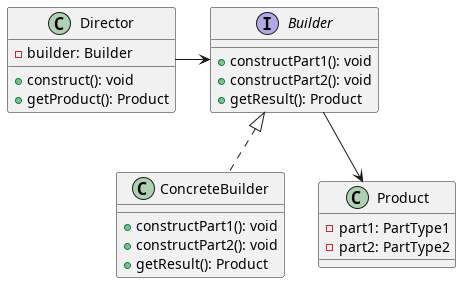 C Director
builder: Builder
construct(): void
getProduct(): Product
I Builder
constructPart1(): void
constructPart2(): void
getResult(): Product
C ConcreteBuilder
constructPart1(): void
constructPart2(): void
getResult(): Product
C Product
part1: PartType1
part2: PartType2